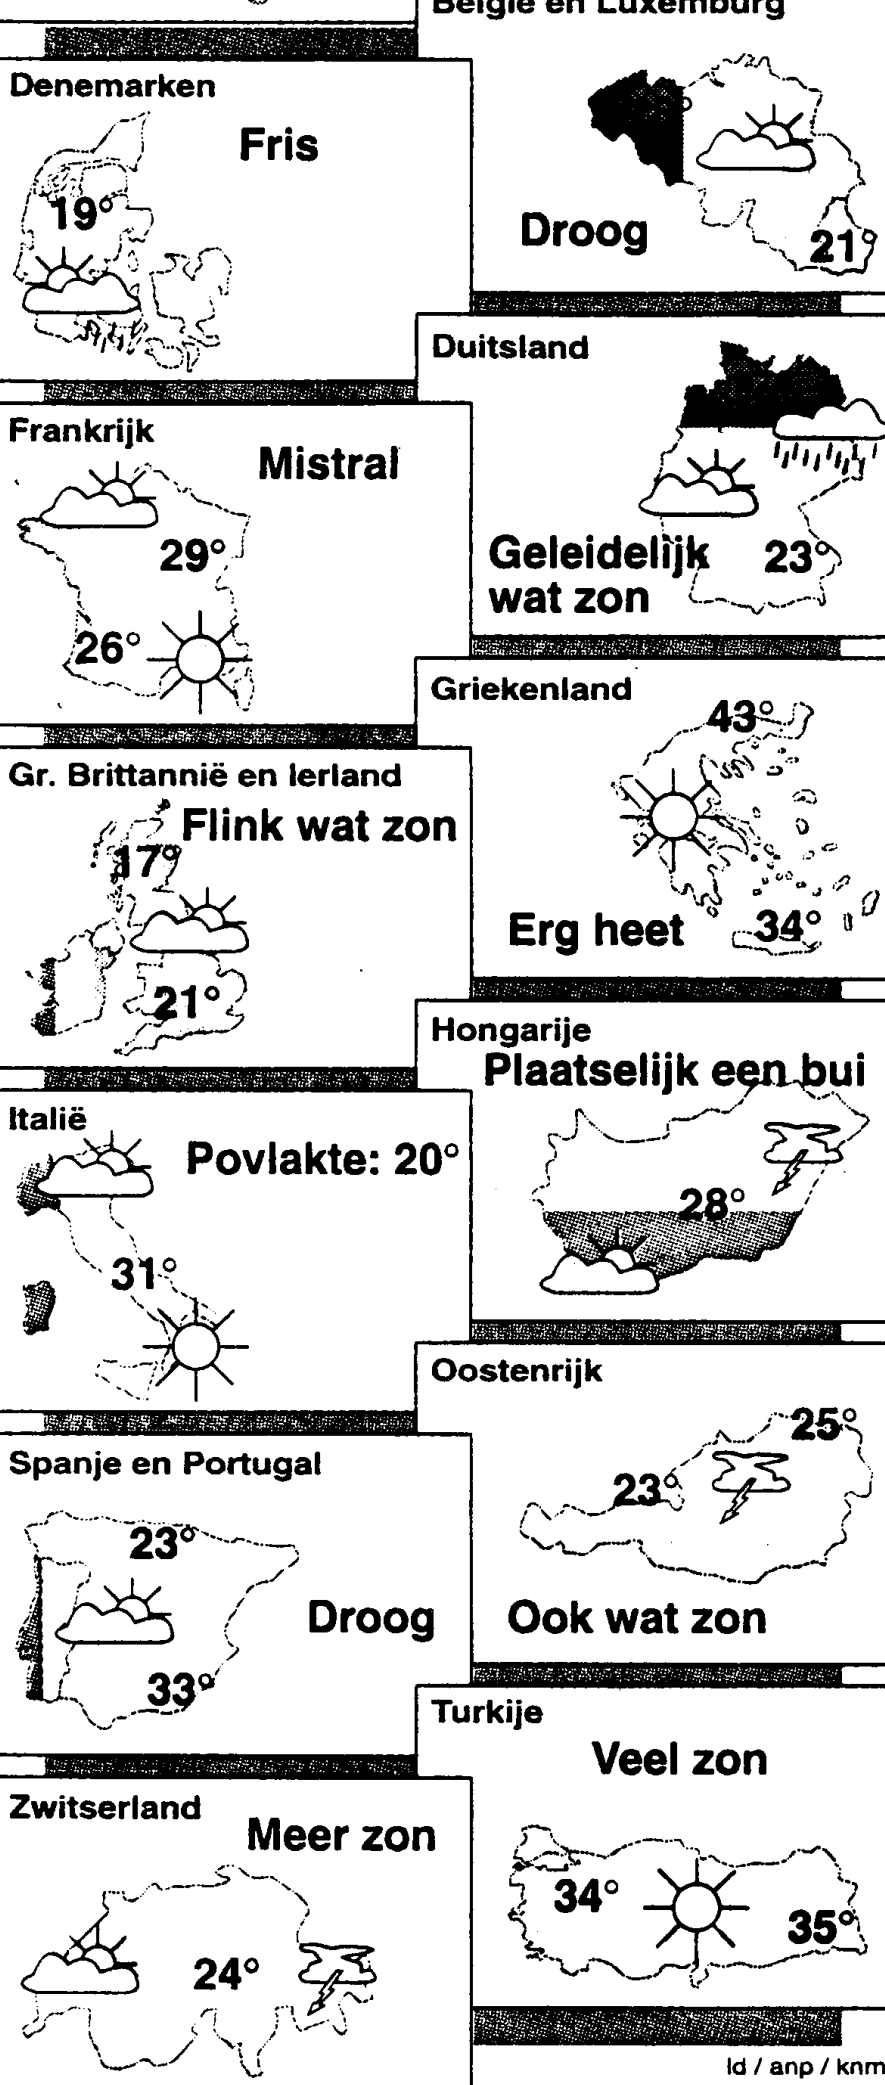 België en Luxemburg
Droog
21°
Denemarken
Fris
19°
Duitsland
Geleidelijk
wat zon
23°
Frankrijk
Mistral
29°
26°
Griekenland
43°
Erg heet
34°
Gr. Brittannië en Ierland
Flink wat zon
17°
21°
Hongarije
Plaatselijk een bui
28°
Italië
Povlakte: 20°
31°
Oostenrijk
25°
23°
Ook wat zon
Spanje en Portugal
23°
Droog
33°
Turkije
Veel zon
34°
35°
Zwitserland
Meer zon
24°
ld / anp / knm